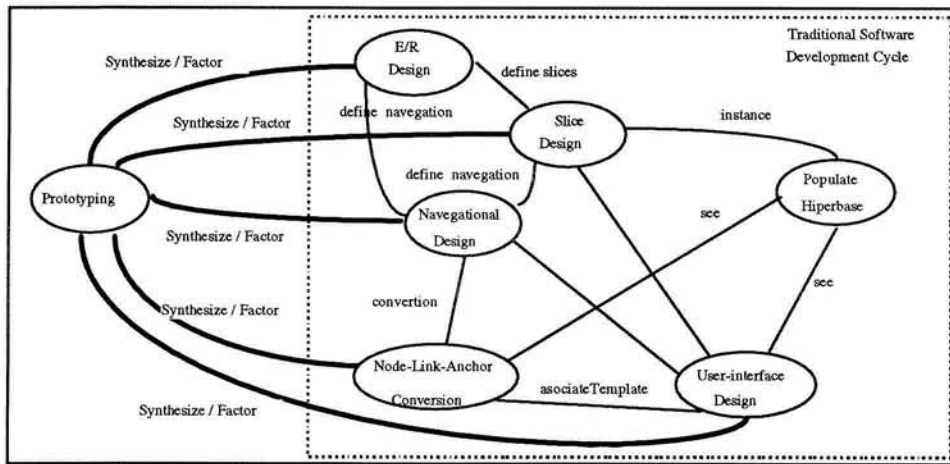 Traditional Software
Development Cycle
E/R
Design
Synthesize / Factor
define slices
define navegation
Synthesize / Factor
Slice
Design
instance
define navegation
Populate
Hiperbase
Prototyping
Navegational
Design
see
Synthesize / Factor
convertion
see
Synthesize / Factor
Node-Link-Anchor
Conversion
asociateTemplate
User-interface
Design
Synthesize / Factor